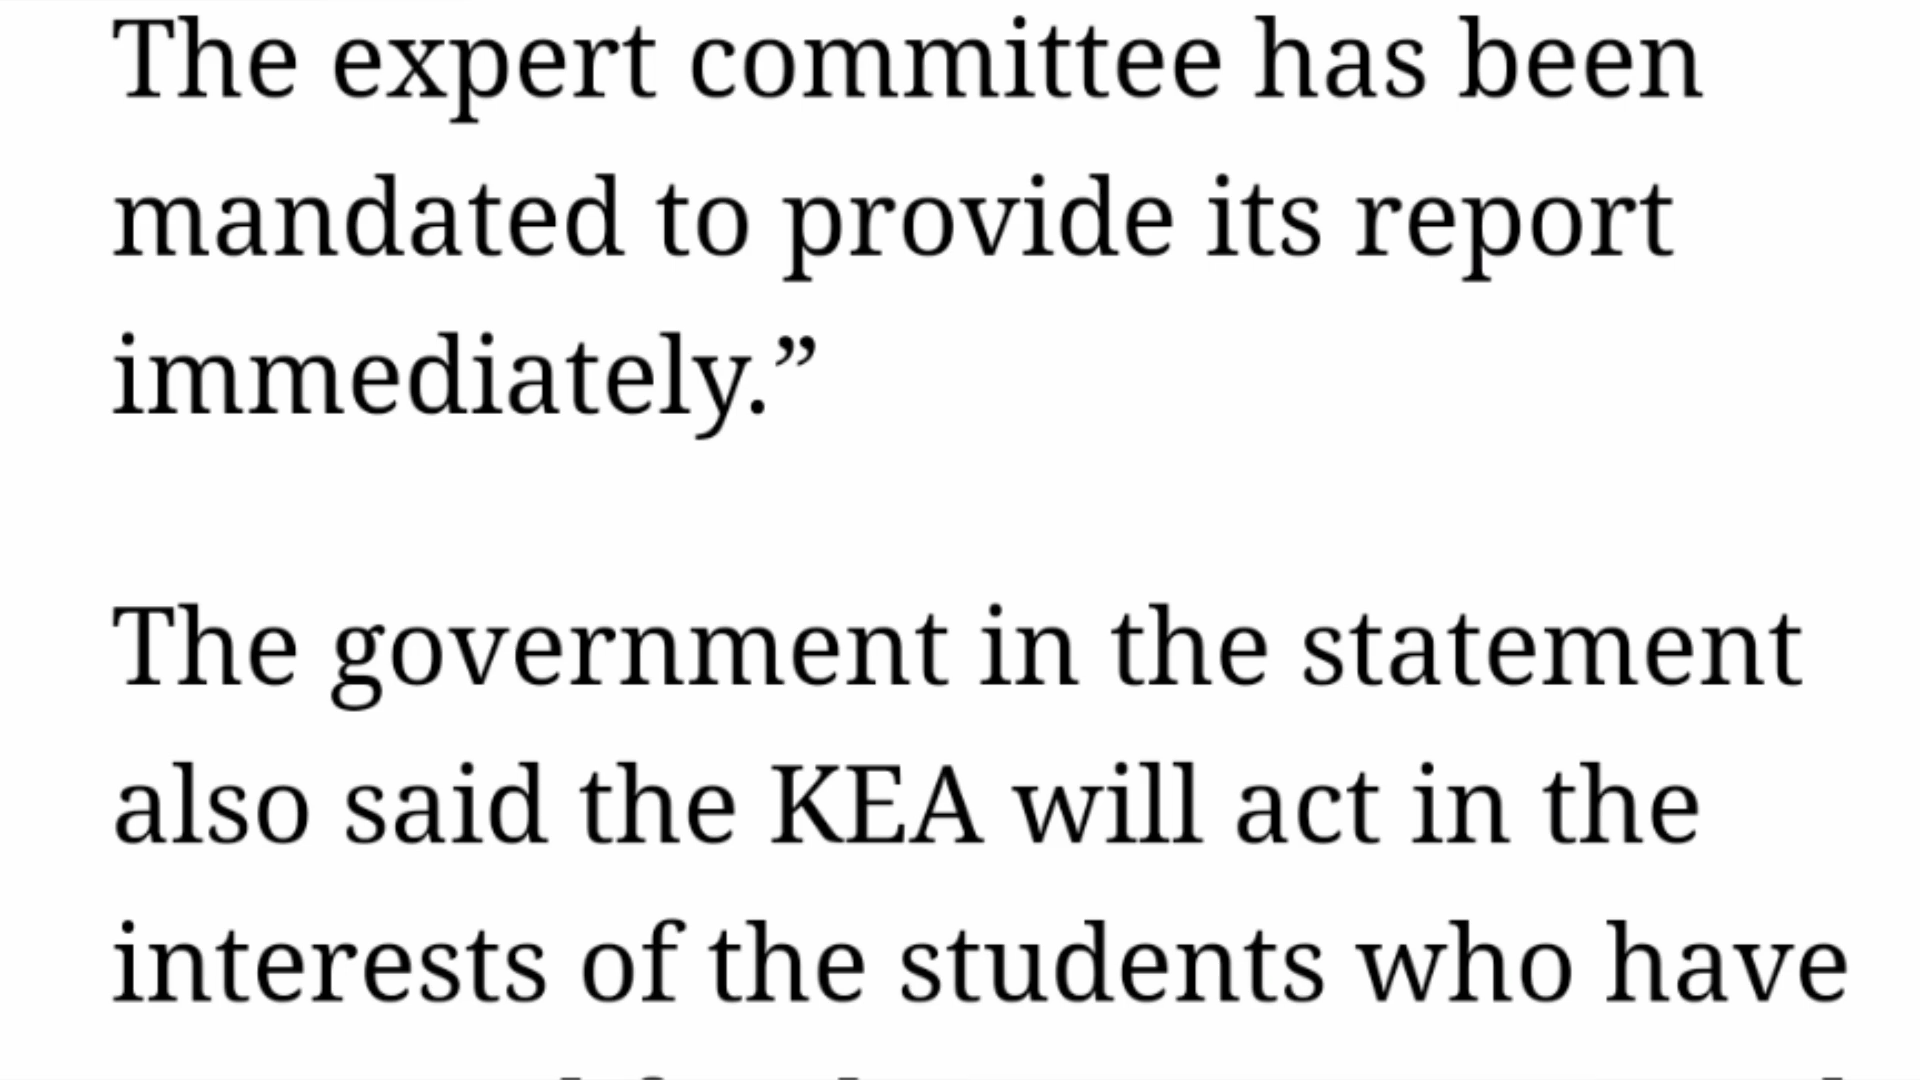 The expert committee has been
mandated to provide its report
immediately.”
The government in the statement
also said the KEA will act in the
interests of the students who have